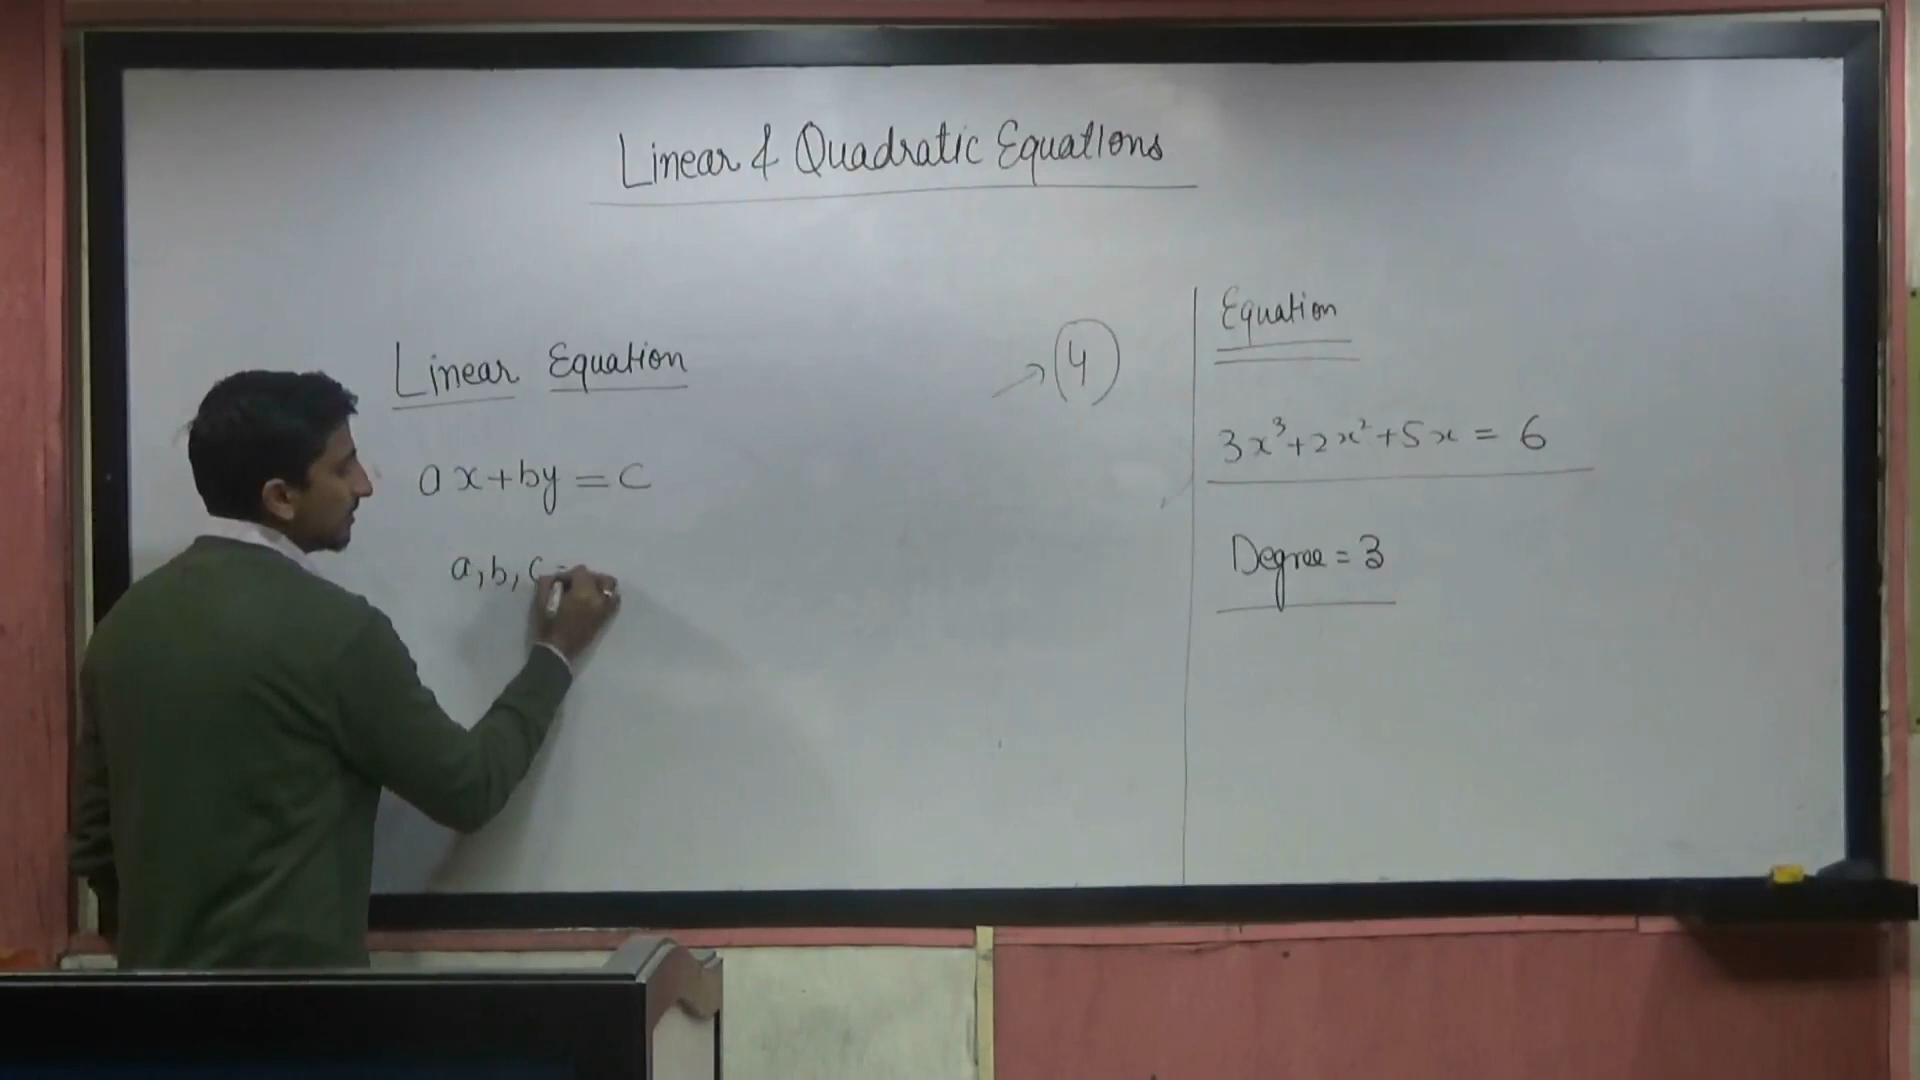 Linear & Quadratic Equations
Linear Equation
ax+by=c
a,b,c
→ 4
Equation
3x³+2x²+5x = 6
Degree = 3